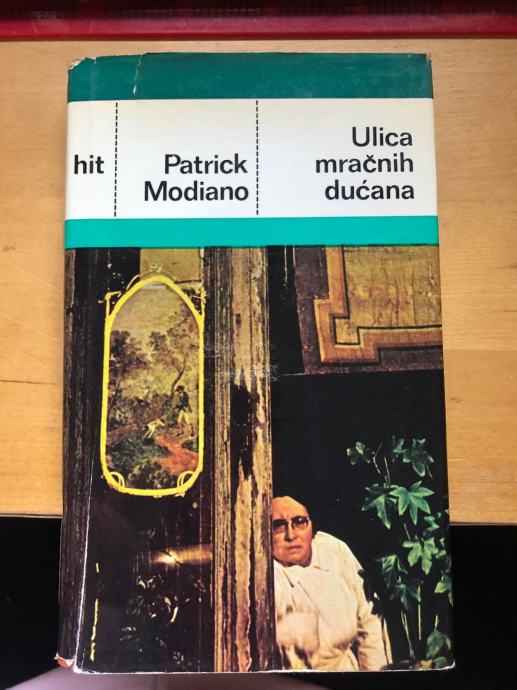 hit
Patrick
Modiano
Ulica
mračnih
dućana